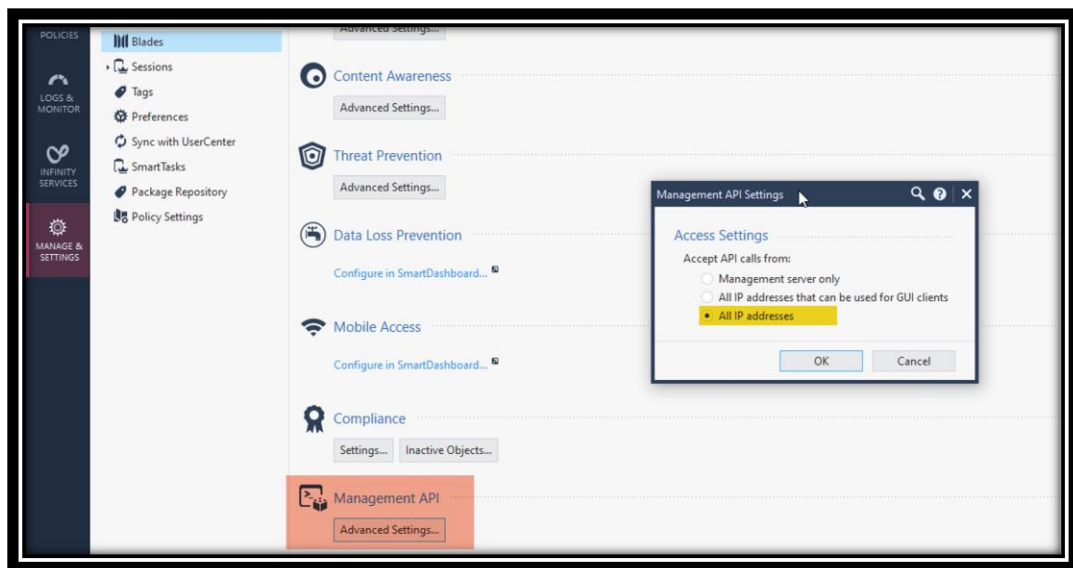 POLICIES
LOGS &
MONITOR
INFINITY
SERVICES
MANAGE &
SETTINGS
Blades
Sessions
Tags
Preferences
Sync with UserCenter
SmartTasks
Package Repository
Policy Settings
Advanced Settings...
Content Awareness
Advanced Settings...
Threat Prevention
Advanced Settings...
Data Loss Prevention
Configure in SmartDashboard...
Mobile Access
Configure in SmartDashboard...
Compliance
Settings... Inactive Objects...
Management API
Advanced Settings...
Management API Settings
Access Settings
Accept API calls from:
Management server only
All IP addresses that can be used for GUI clients
All IP addresses
OK Cancel